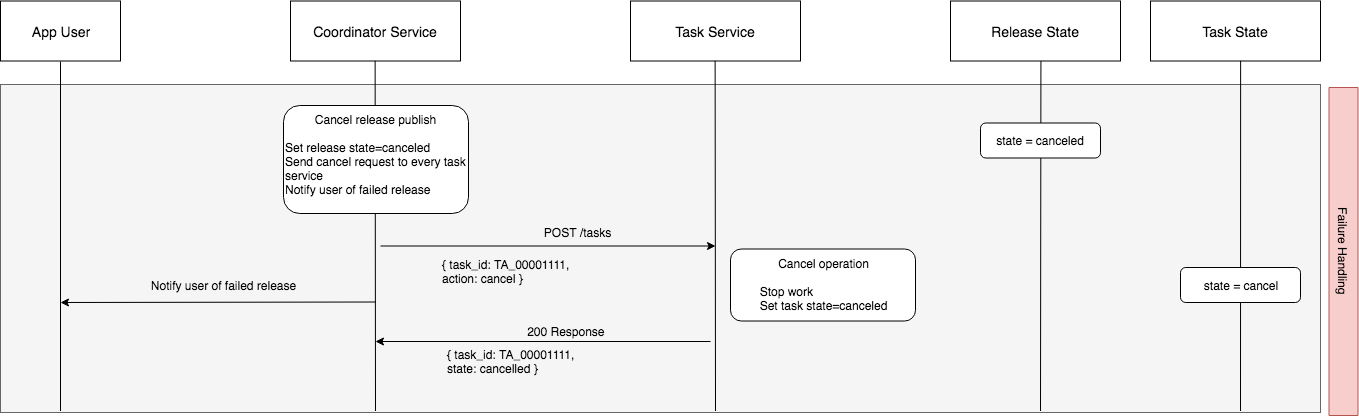 App User
Coordinator Service
Task Service
Release State
Task State
Cancel release publish
Set release state=canceled
Send cancel request to every task
service
Notify user of failed release
state = canceled
POST /tasks
{ task_id: TA_00001111,
action: cancel }
Cancel operation
Stop work
Set task state=canceled
state = cancel
Notify user of failed release
200 Response
{ task_id: TA_00001111,
state: cancelled }
Failure Handling